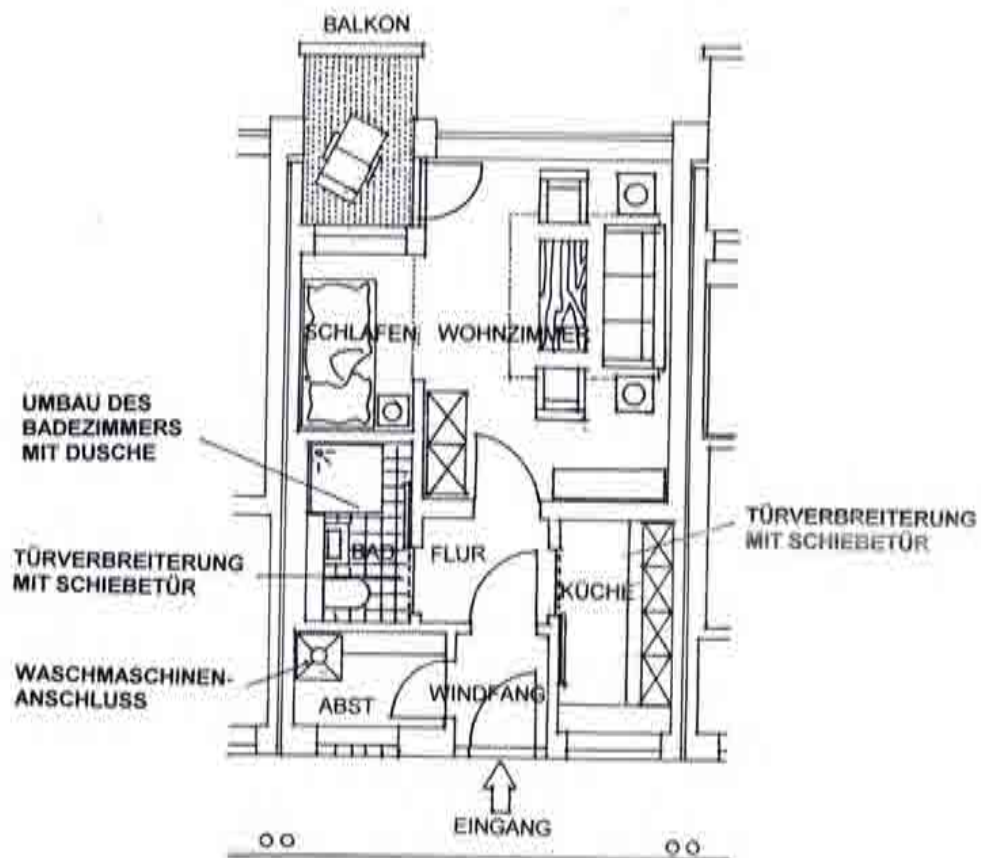 BALKON
SCHLAFEN
WOHNZIMMER
UMBAU DES
BADEZIMMERS
MIT DUSCHE
TÜRVERBREITERUNG
MIT SCHIEBETÜR
BAD
FLUR
KÜCHE
TÜRVERBREITERUNG
MIT SCHIEBETÜR
WASCHMASCHINEN-
ANSCHLUSS
ABST
WINDFANG
EINGANG